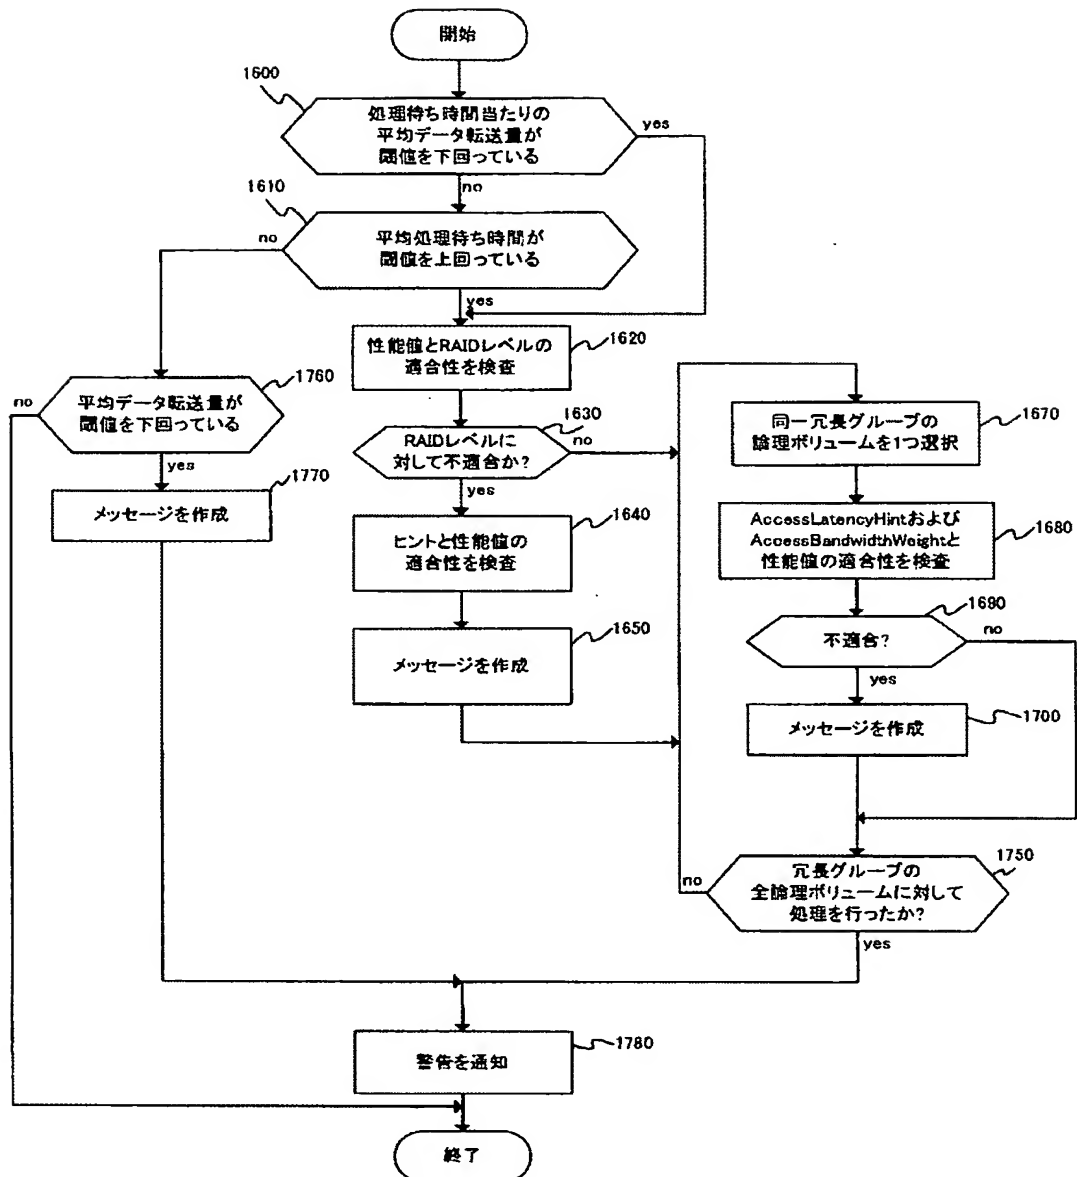 開始
1600
処理待ち時間当たりの
平均データ転送量が
閾値を下回っている
yes
no
1610
平均処理待ち時間が
閾値を上回っている
no
yes
性能値とRAIDレベルの
適合性を検査
1620
1760
平均データ転送量が
閾値を下回っている
no
yes
1770
メッセージを作成
1630
RAIDレベルに
対して不適合か?
no
yes
1640
ヒントと性能値の
適合性を検査
1650
メッセージを作成
同一冗長グループの
論理ボリュームを1つ選択
1670
AccessLatencyHintおよび
AccessBandwidthWeightと
性能値の適合性を検査
1680
1690
不適合?
no
yes
メッセージを作成
1700
1750
冗長グループの
全論理ボリュームに対して
処理を行ったか?
no
yes
警告を通知
1780
終了